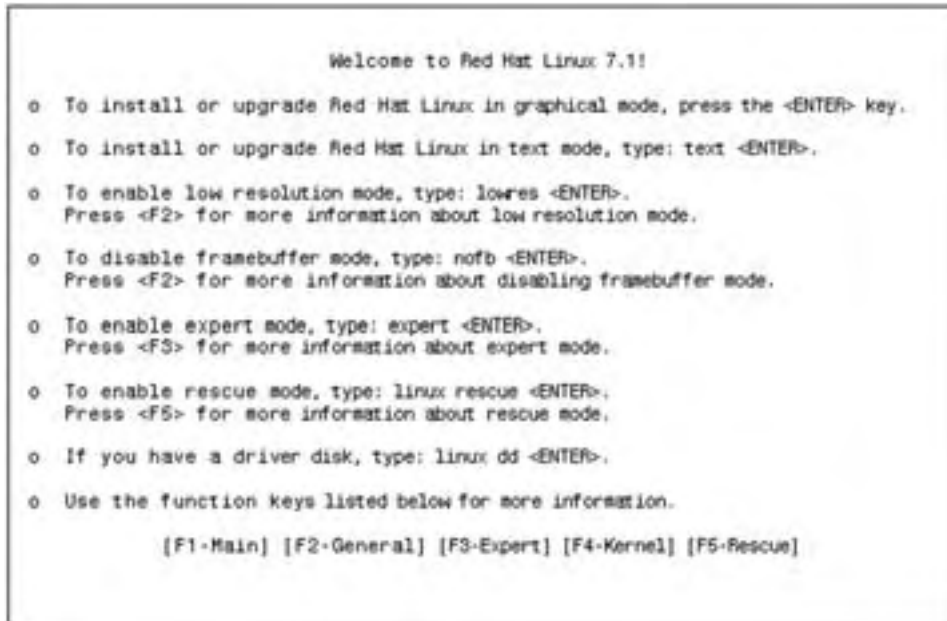 Welcome to Red Hat Linux 7.1!
o To install or upgrade Red Hat Linux in graphical mode, press the <ENTER> key.
o To install or upgrade Red Hat Linux in text mode, type: text <ENTER>.
o To enable low resolution mode, type: lowres <ENTER>.
Press <F2> for more information about low resolution mode.
o To disable framebuffer mode, type: nofb <ENTER>.
Press <F2> for more information about disabling framebuffer mode.
o To enable expert mode, type: expert <ENTER>.
Press <F3> for more information about expert mode.
o To enable rescue mode, type: linux rescue <ENTER>.
Press <F5> for more information about rescue mode.
o If you have a driver disk, type: linux dd <ENTER>.
o Use the function keys listed below for more information.
[F1-Main] [F2-General] [F3-Expert] [F4-Kernel] [F5-Rescue]